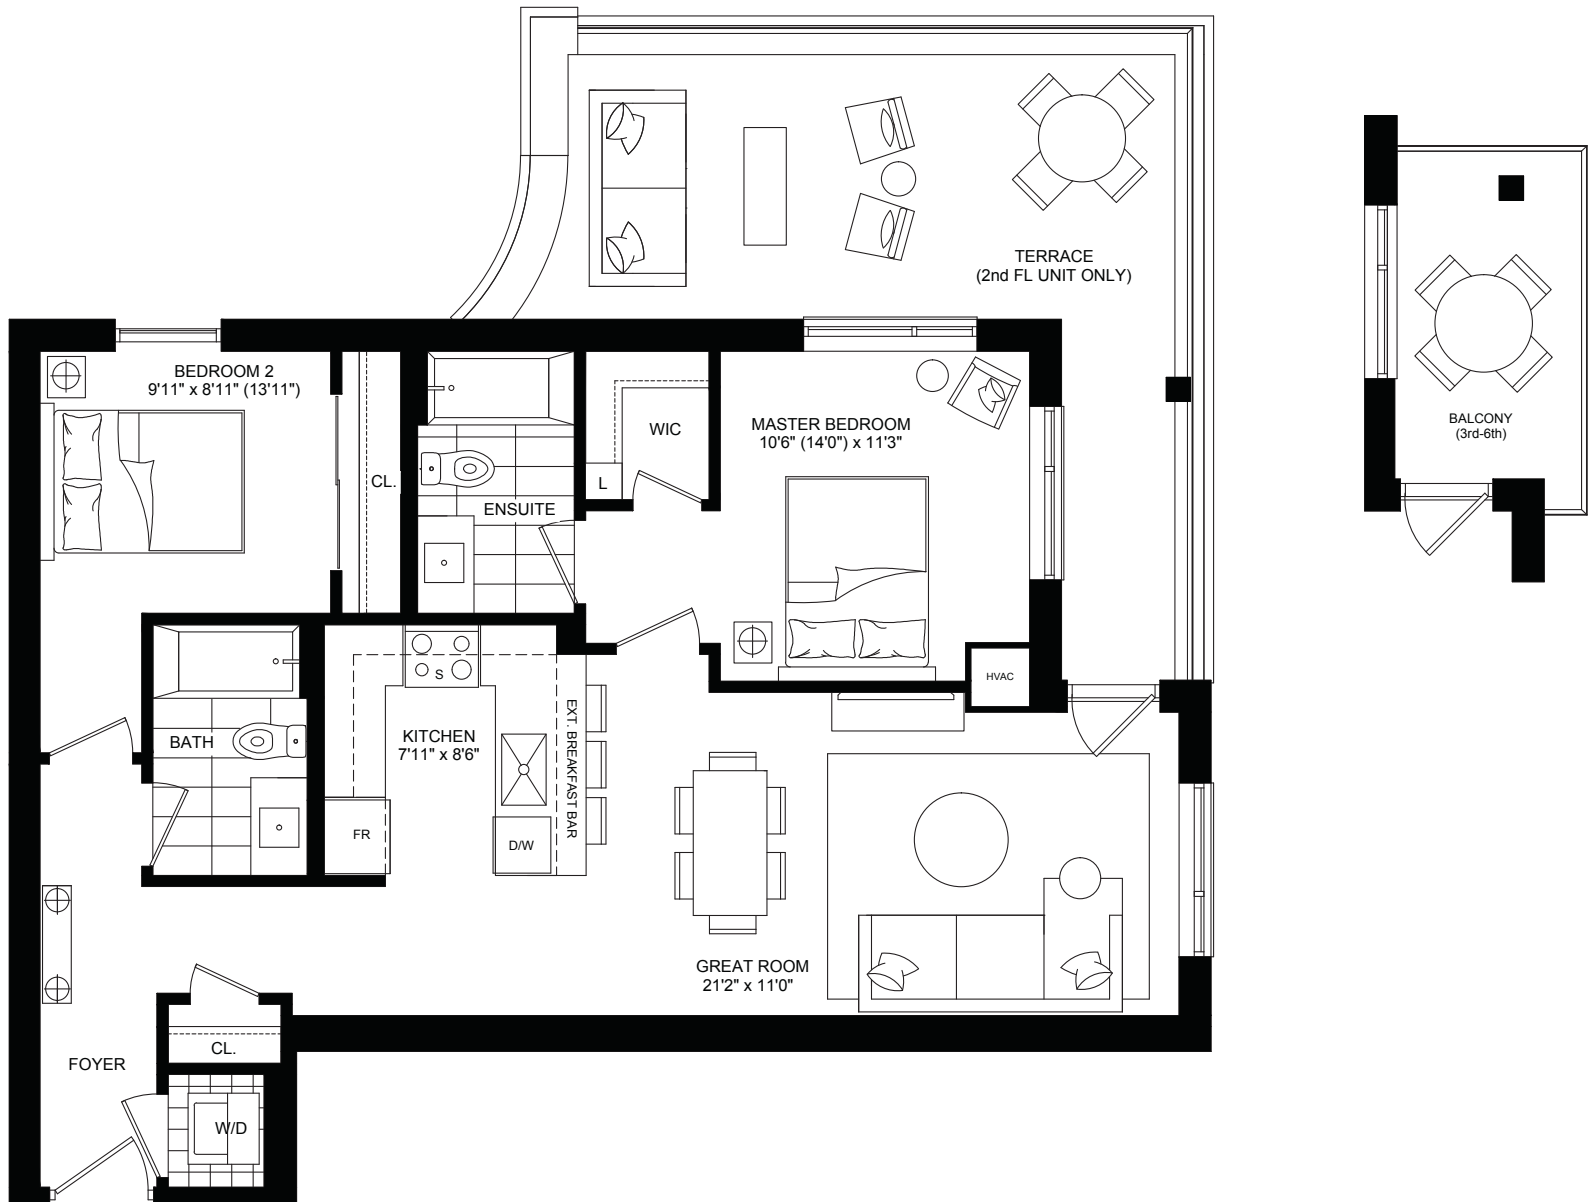 TERRACE
(2nd FL UNIT ONLY)
BEDROOM 2
9'11" x 8'11" (13'11")
CL.
ENSUITE
WIC
L
MASTER BEDROOM
10'6" (14'0") x 11'3"
BALCONY
(3rd-6th)
HVAC
S
KITCHEN
7'11" x 8'6"
EXT. BREAKFAST BAR
BATH
FR
D/W
GREAT ROOM
21'2" x 11'0"
CL.
FOYER
W/D